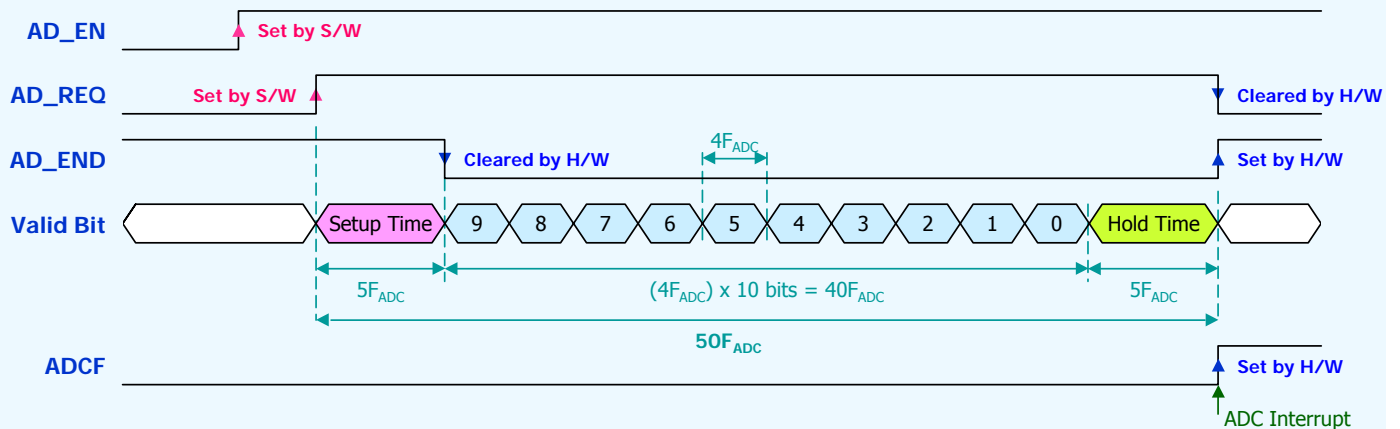 AD_EN Set by S/W
AD_REQ Set by S/W Cleared by H/W
AD_END Cleared by H/W 4FADC Set by H/W
Valid Bit Setup Time 9 8 7 6 5 4 3 2 1 0 Hold Time
5FADC (4FADC) x 10 bits = 40FADC 5FADC
50FADC
ADCF Set by H/W
ADC Interrupt